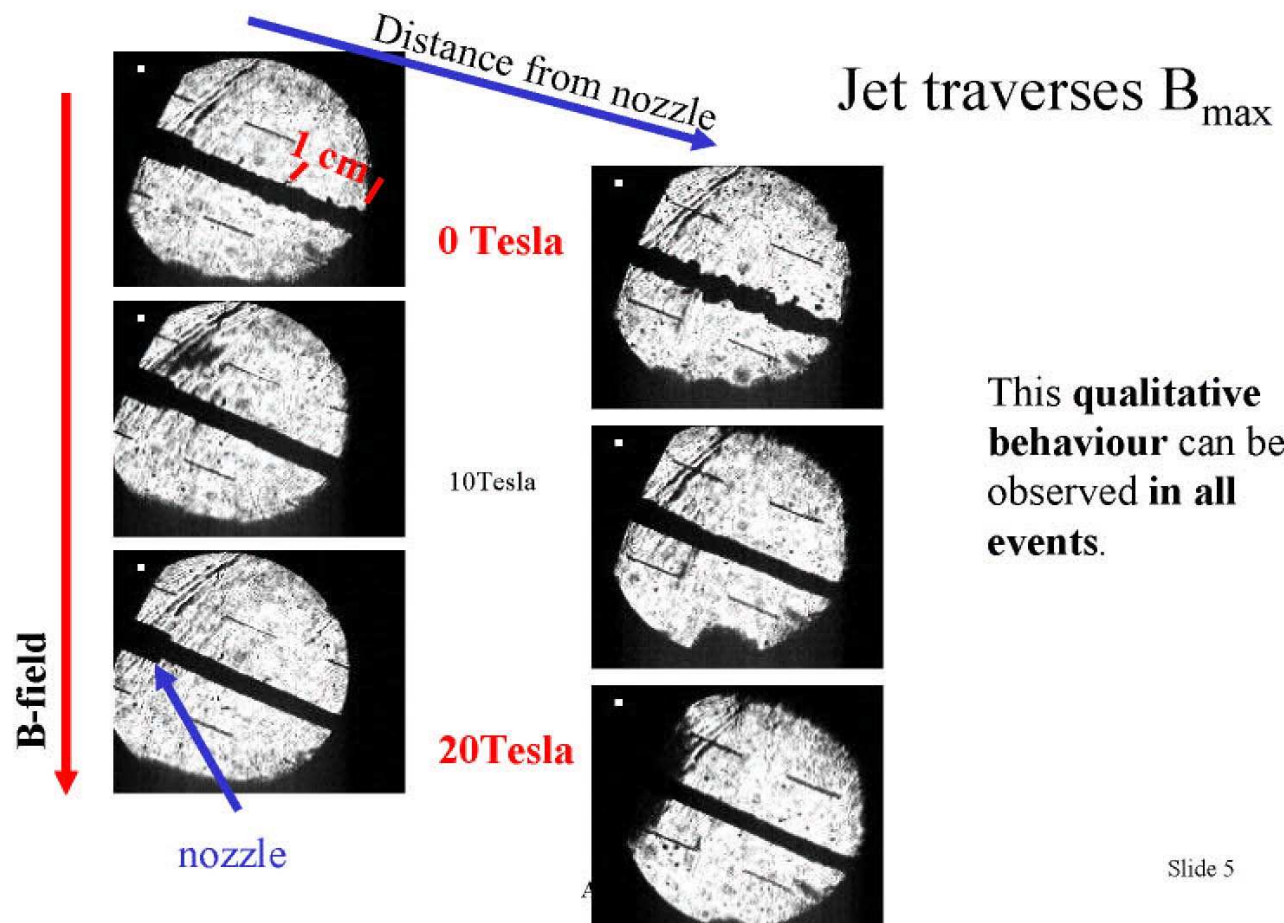 Distance from nozzle
Jet traverses Bmax
1 cm
0 Tesla
10Tesla
This qualitative
behaviour can be
observed in all
events.
B-field
20Tesla
nozzle
A
Slide 5